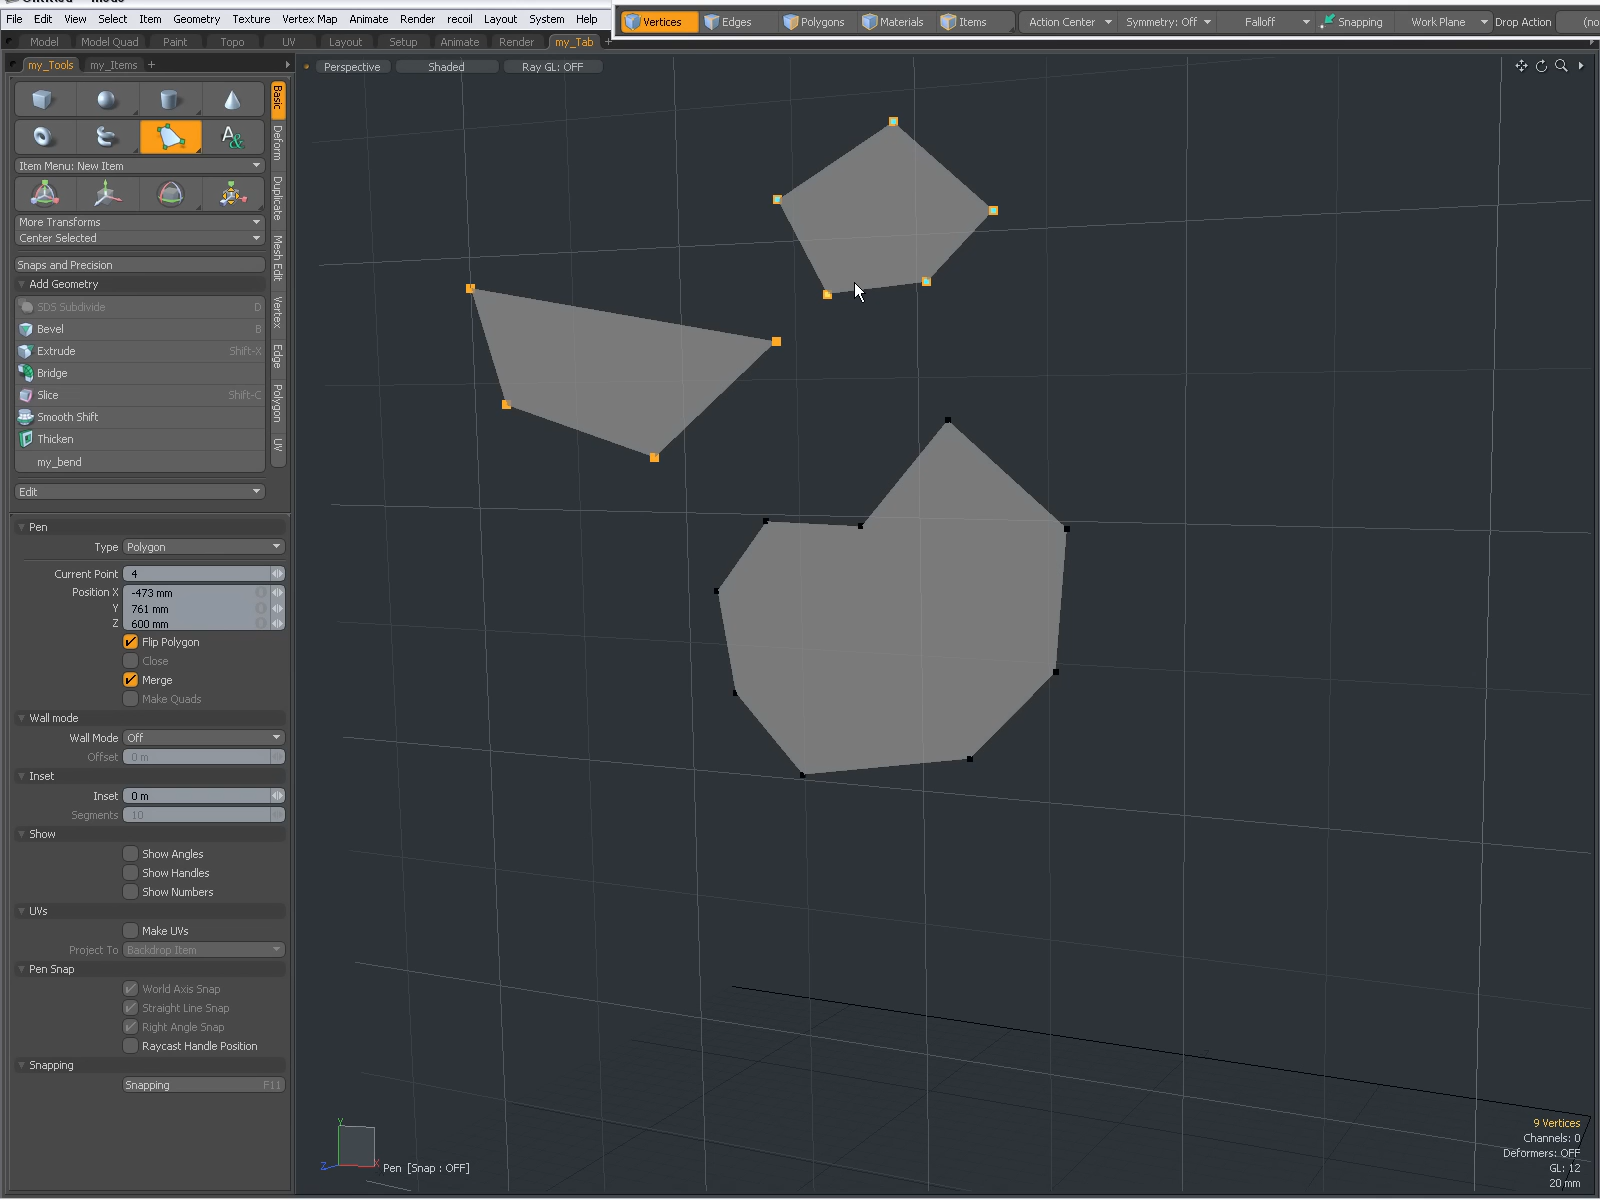 File Edit View Select Item Geometry Texture Vertex Map Animate Render recoil Layout System Help
Vertices Edges Polygons Materials Items Action Center Symmetry: Off Falloff Snapping Work Plane Drop Action (no
Model Model Quad Paint Topo UV Layout Setup Animate Render my_Tab +
my_Tools my_Items +
Perspective Shaded Ray GL: OFF
Basic
Deform
Duplicate
Mesh Edit
Vertex
Edge
Polygon
UV
Item Menu: New Item
More Transforms
Center Selected
Snaps and Precision
Add Geometry
SDS Subdivide D
Bevel B
Extrude Shift-X
Bridge
Slice Shift-C
Smooth Shift
Thicken
my_bend
Edit
Pen
Type Polygon
Current Point 4
Position X -473 mm
Y 761 mm
Z 600 mm
Flip Polygon
Close
Merge
Make Quads
Wall mode
Wall Mode Off
Offset 0 m
Inset
Inset 0 m
Segments 10
Show
Show Angles
Show Handles
Show Numbers
UVs
Make UVs
Project To Backdrop Item
Pen Snap
World Axis Snap
Straight Line Snap
Right Angle Snap
Raycast Handle Position
Snapping
Snapping F11
Y
Z X
Pen [Snap : OFF]
9 Vertices
Channels: 0
Deformers: OFF
GL: 12
20 mm